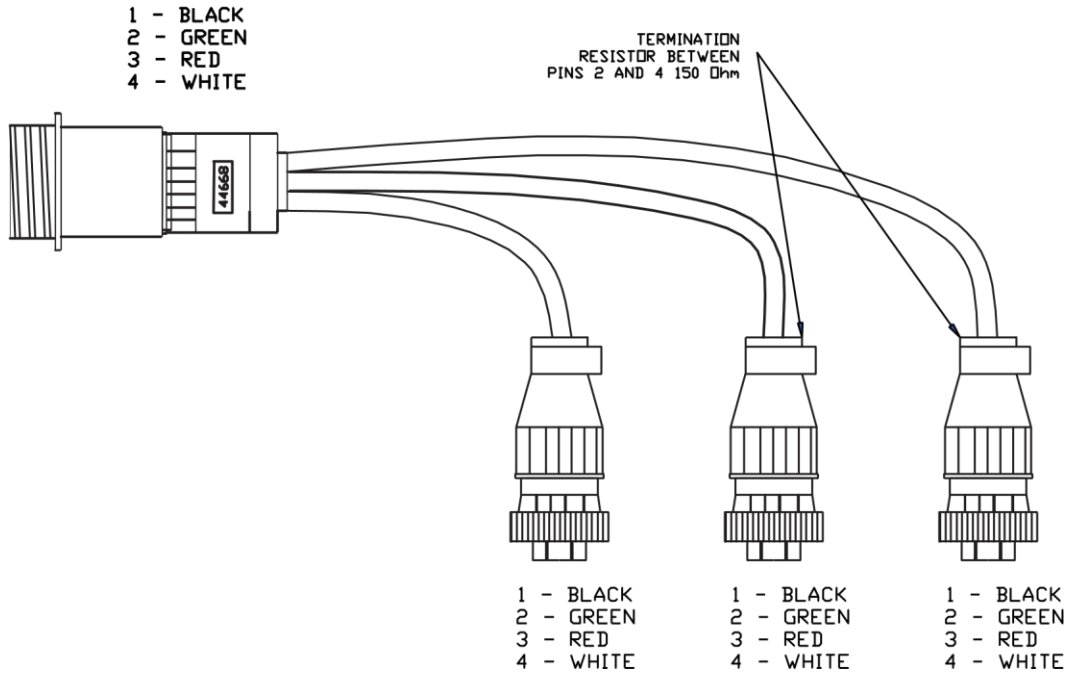 1 - BLACK
2 - GREEN
3 - RED
4 - WHITE
TERMINATION
RESISTOR BETWEEN
PINS 2 AND 4 150 Ohm
44668
1 - BLACK
2 - GREEN
3 - RED
4 - WHITE
1 - BLACK
2 - GREEN
3 - RED
4 - WHITE
1 - BLACK
2 - GREEN
3 - RED
4 - WHITE